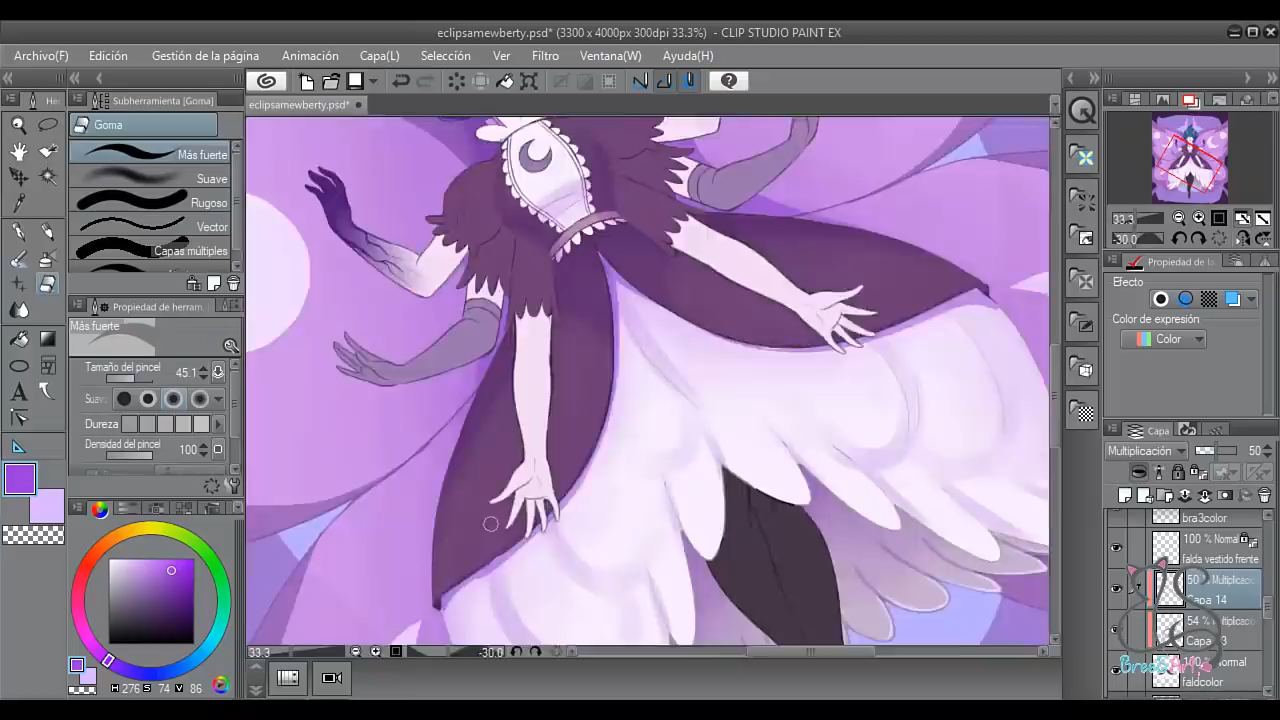 eclipsamewberty.psd* (3300 x 4000px 300dpi 33.3%) - CLIP STUDIO PAINT EX
Archivo(F) Edición Gestión de la página Animación Capa(L) Selección Ver Filtro Ventana(W) Ayuda(H)
Subherramienta [Goma]
eclipsamewberty.psd*
Goma
Más fuerte
Suave
Rugoso
Vector
Capas múltiples
Propiedad de herram
Más fuerte
Tamaño del pincel 45.1
Dureza
Densidad del pincel 100
H 276 S 74 V 86
33.3 -30.0
33.3
-30.0
Propiedad de la
Efecto
Color de expresión
Color
Capa
Multiplicación 50
bra3color
100 % Normal
falda vestido frente
50 % Multiplicac
Capa 14
54 % Multiplicac
100 % Normal
faldcolor